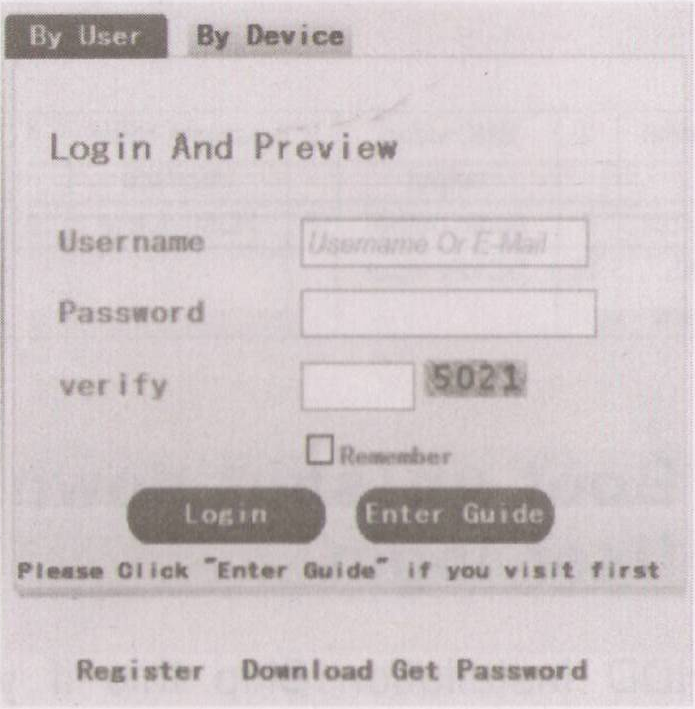 By User By Device
Login And Preview
Username Username Or E-Mail
Password
verify 5021
Remember
Login Enter Guide
Please Click "Enter Guide" if you visit first
Register Download Get Password